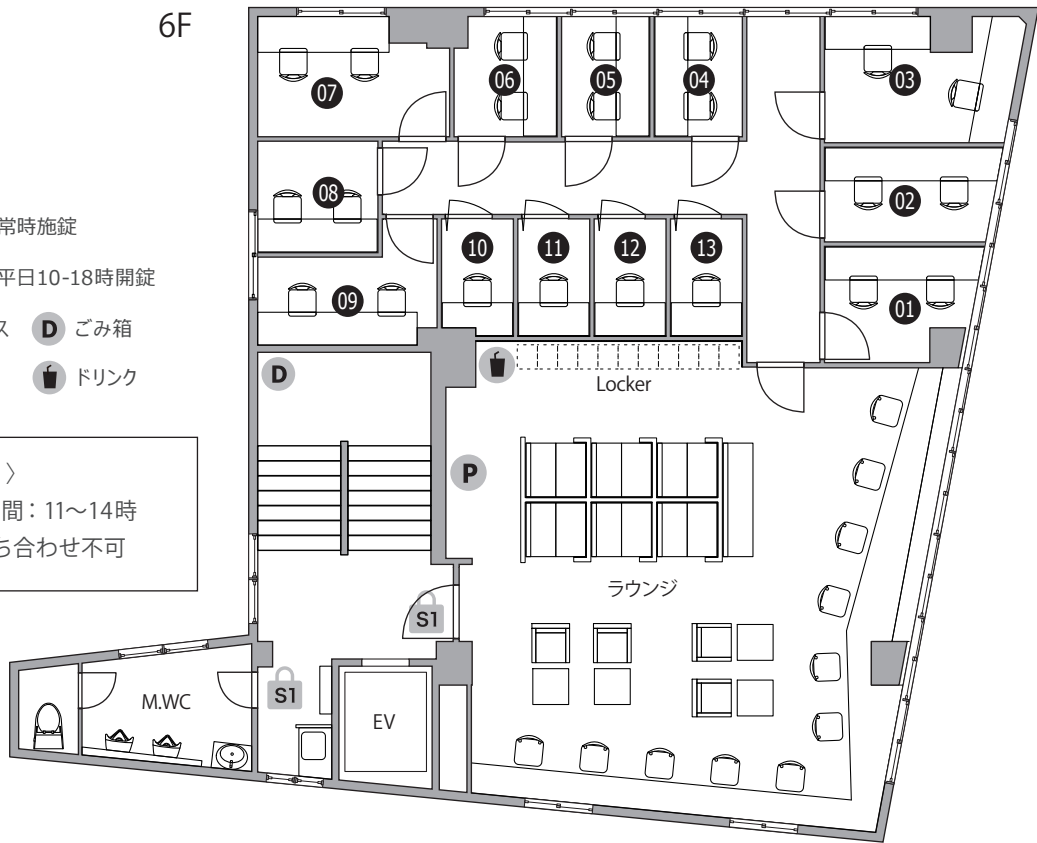 6F
常時施錠
平日10-18時開錠
ス D ごみ箱
ドリンク
〉
間：11～14時
ち合わせ不可
07
06
05
04
03
08
02
10
11
12
13
09
01
D
Locker
P
ラウンジ
S1
S1
M.WC
EV